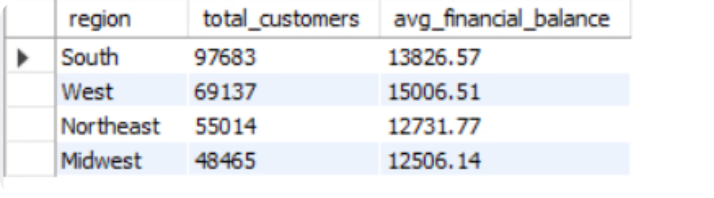 region total_customers avg_financial_balance
South 97683 13826.57
West 69137 15006.51
Northeast 55014 12731.77
Midwest 48465 12506.14